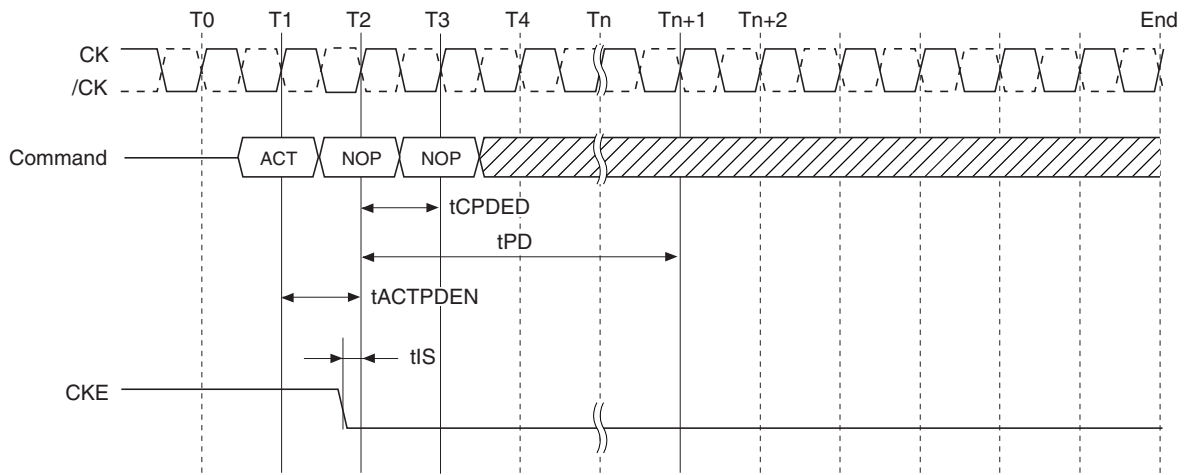 T0 T1 T2 T3 T4 Tn Tn+1 Tn+2 End
CK
/CK
Command ACT NOP NOP
tCPDED
tPD
tACTPDEN
tIS
CKE